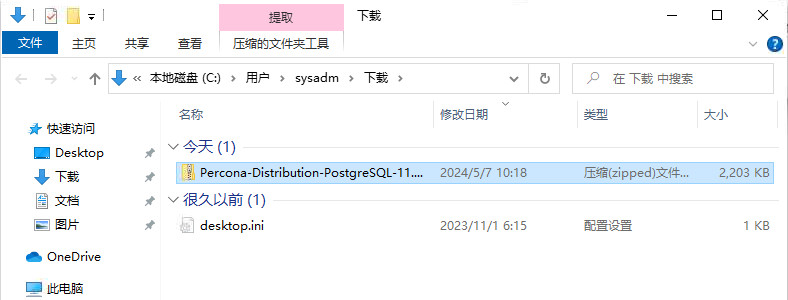 提取 下载
文件 主页 共享 查看 压缩的文件夹工具
« 本地磁盘 (C:) › 用户 › sysadm › 下载 › 在 下载 中搜索
名称 修改日期 类型 大小
快速访问
今天 (1)
Desktop
Percona-Distribution-PostgreSQL-11.... 2024/5/7 10:18 压缩(zipped)文件... 2,203 KB
下载
文档
很久以前 (1)
图片
desktop.ini 2023/11/1 6:15 配置设置 1 KB
OneDrive
此电脑